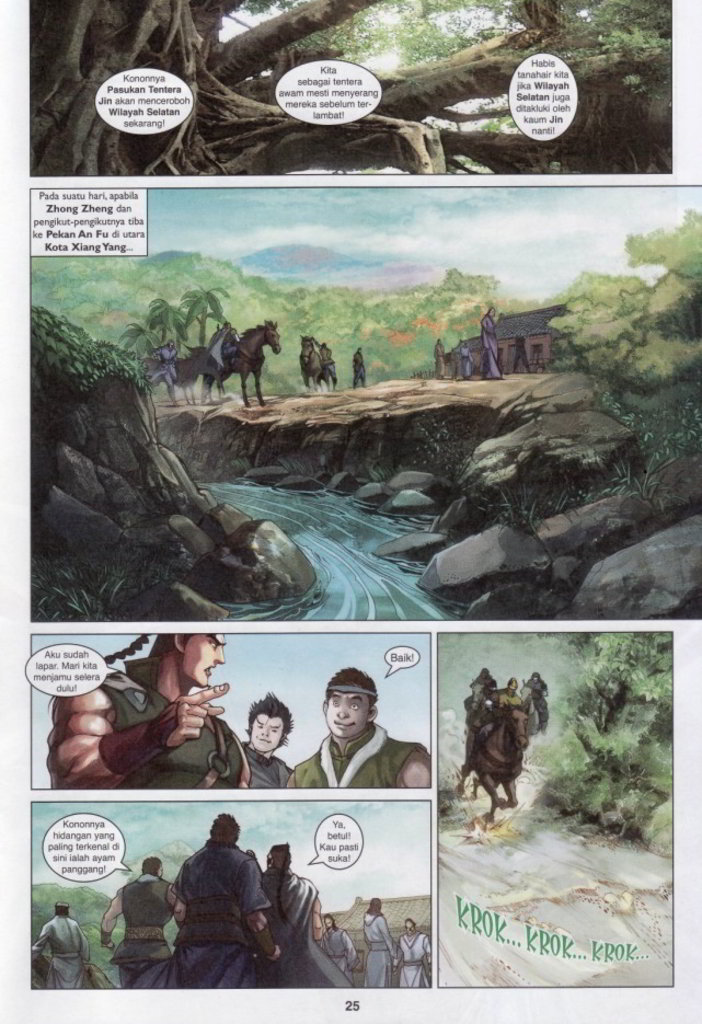 Kononnya
Pasukan Tentera
Jin akan menceroboh
Wilayah Selatan
sekarang!
Kita
sebagai tentera
awam mesti menyerang
mereka sebelum ter-
lambat!
Habis
tanahair kita
jika Wilayah
Selatan juga
ditakluki oleh
kaum Jin
nanti!
Pada suatu hari, apabila
Zhong Zheng dan
pengikut-pengikutnya tiba
ke Pekan An Fu di utara
Kota Xiang Yang...
Aku sudah
lapar. Mari kita
menjamu selera
dulu!
Baik!
Kononnya
hidangan yang
paling terkenal di
sini ialah ayam
panggang!
Ya,
betul!
Kau pasti
suka!
KROK... KROK... KROK...
25